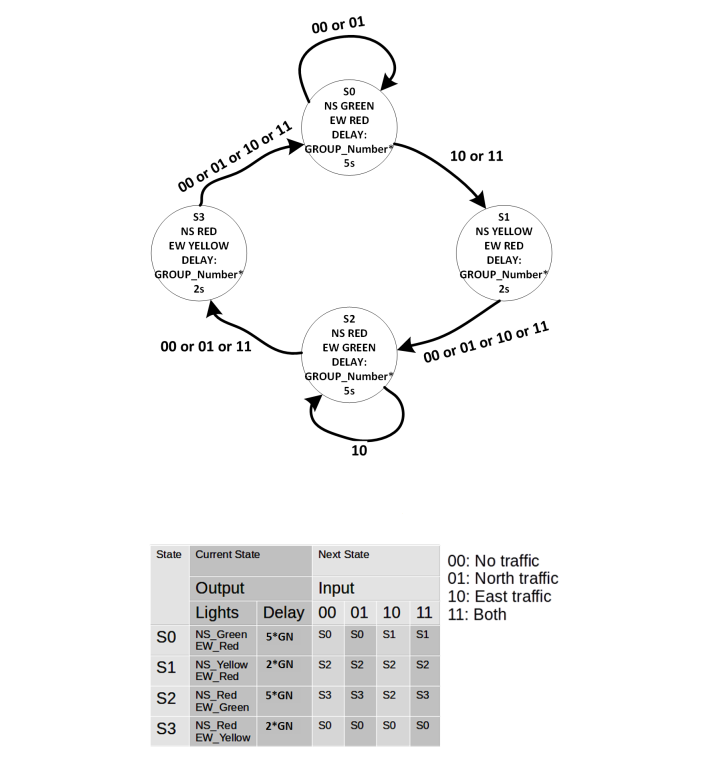 00 or 01
S0
NS GREEN
EW RED
DELAY:
GROUP_Number*
5s
10 or 11
00 or 01 or 10 or 11
S3
NS RED
EW YELLOW
DELAY:
GROUP_Number*
2s
S1
NS YELLOW
EW RED
DELAY:
GROUP_Number*
2s
S2
NS RED
EW GREEN
DELAY:
GROUP_Number*
5s
00 or 01 or 11
00 or 01 or 10 or 11
10
State Current State Next State
Output Input
Lights Delay 00 01 10 11
S0 NS_Green 5*GN S0 S0 S1 S1
EW_Red
S1 NS_Yellow 2*GN S2 S2 S2 S2
EW_Red
S2 NS_Red 5*GN S3 S3 S2 S3
EW_Green
S3 NS_Red 2*GN S0 S0 S0 S0
EW_Yellow
00: No traffic
01: North traffic
10: East traffic
11: Both